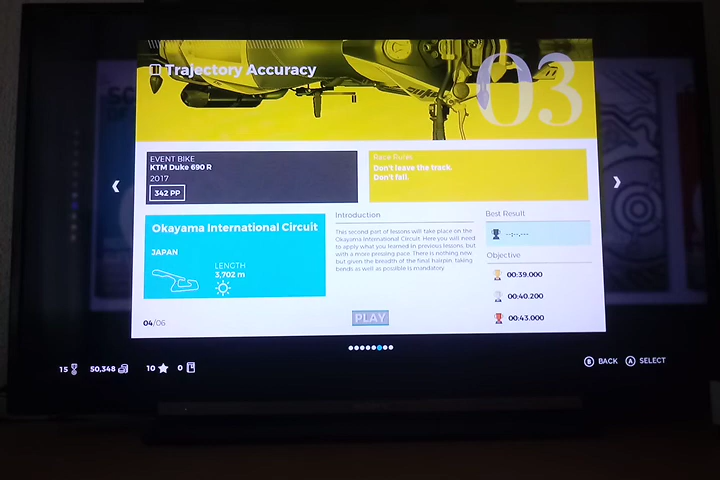 Trajectory Accuracy
03
EVENT BIKE
KTM Duke 690 R
2017
342 PP
Race Rules
Don't leave the track.
Don't fall.
Okayama International Circuit
JAPAN
LENGTH
3,702 m
Introduction
This second part of lessons will take place on the
Okayama International Circuit. Here you will need
to apply what you learned in previous lessons, but
with a more pressing pace. There is nothing new,
but given the breadth of the final hairpin, taking
bends as well as possible is mandatory.
Best Result
--:--.---
Objective
00:39.000
00:40.200
00:43.000
04/06
PLAY
15
50,348
10
0
B BACK
A SELECT